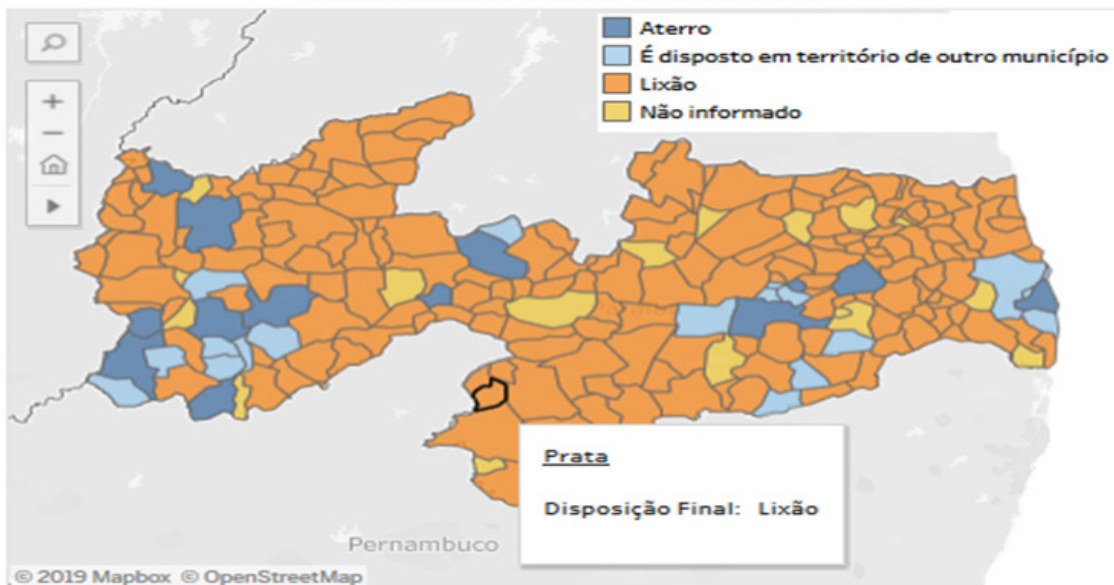 Aterro
É disposto em território de outro município
Lixão
Não informado
Prata
Disposição Final: Lixão
Pernambuco
© 2019 Mapbox © OpenStreetMap